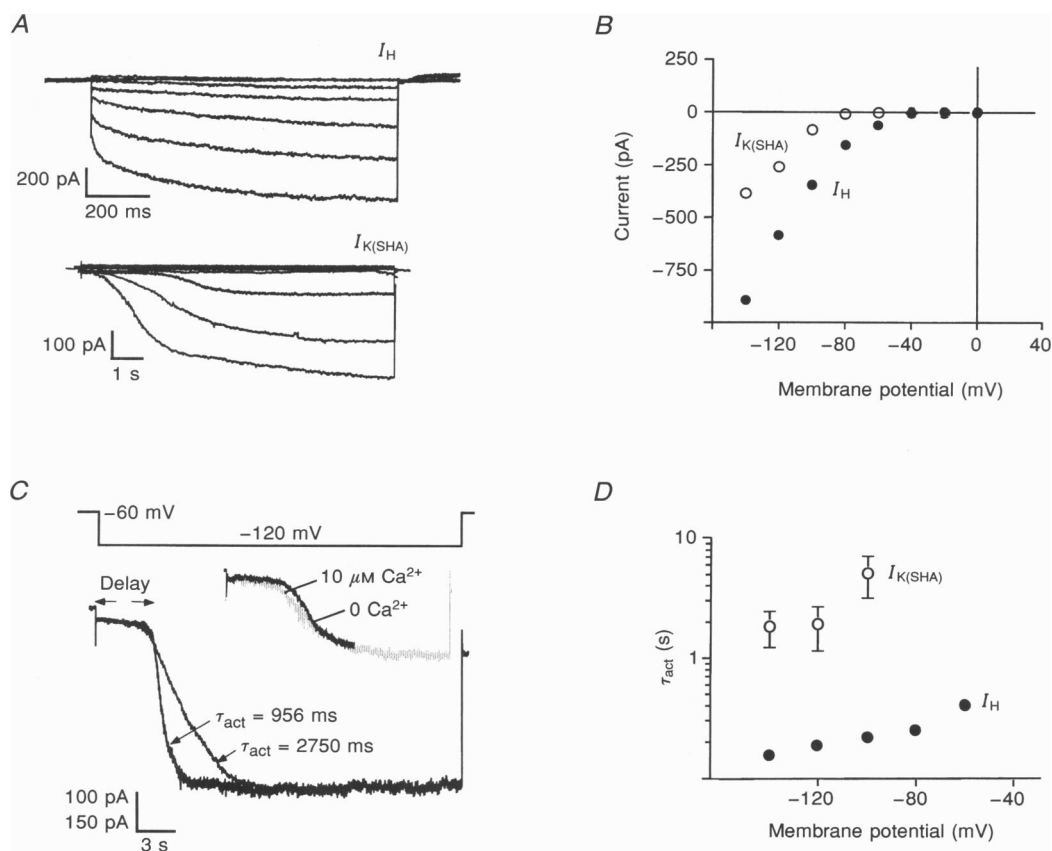 A
I_H
200 pA
200 ms
I_K(SHA)
100 pA
1 s
B
250
0
−250
−500
−750
Current (pA)
I_K(SHA)
I_H
−120
−80
−40
0
40
Membrane potential (mV)
C
−60 mV
−120 mV
Delay
10 μM Ca²⁺
0 Ca²⁺
τ_act = 956 ms
τ_act = 2750 ms
100 pA
150 pA
3 s
D
10
1
τ_act (s)
I_K(SHA)
I_H
−120
−80
−40
Membrane potential (mV)